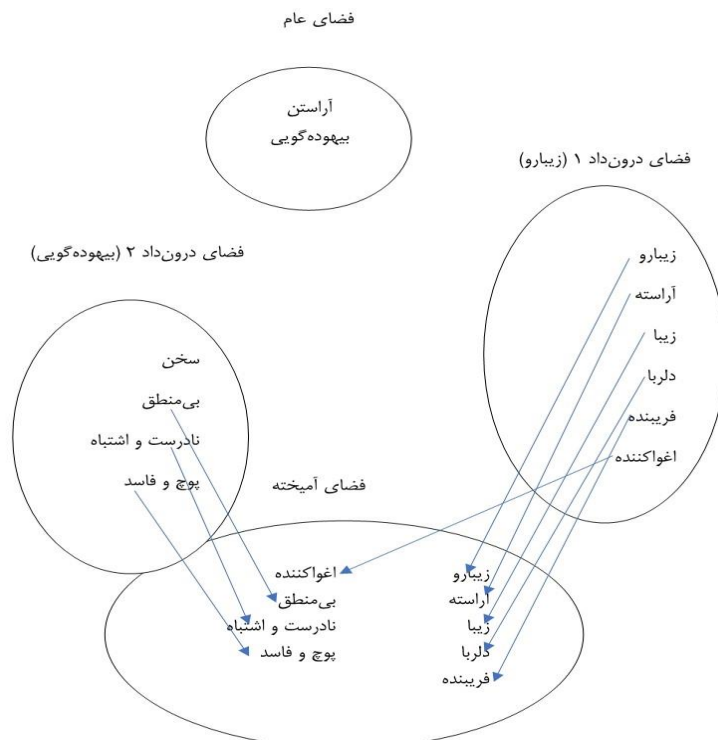 فضای عام
آراستن
بیهوده‌گویی
فضای درون‌داد ۱ (زیبارو)
زیبارو
آراسته
زیبا
دلربا
فریبنده
اغواکننده
فضای درون‌داد ۲ (بیهوده‌گویی)
سخن
بی‌منطق
نادرست و اشتباه
پوچ و فاسد
فضای آمیخته
زیبارو
آراسته
زیبا
دلربا
فریبنده
اغواکننده
بی‌منطق
نادرست و اشتباه
پوچ و فاسد